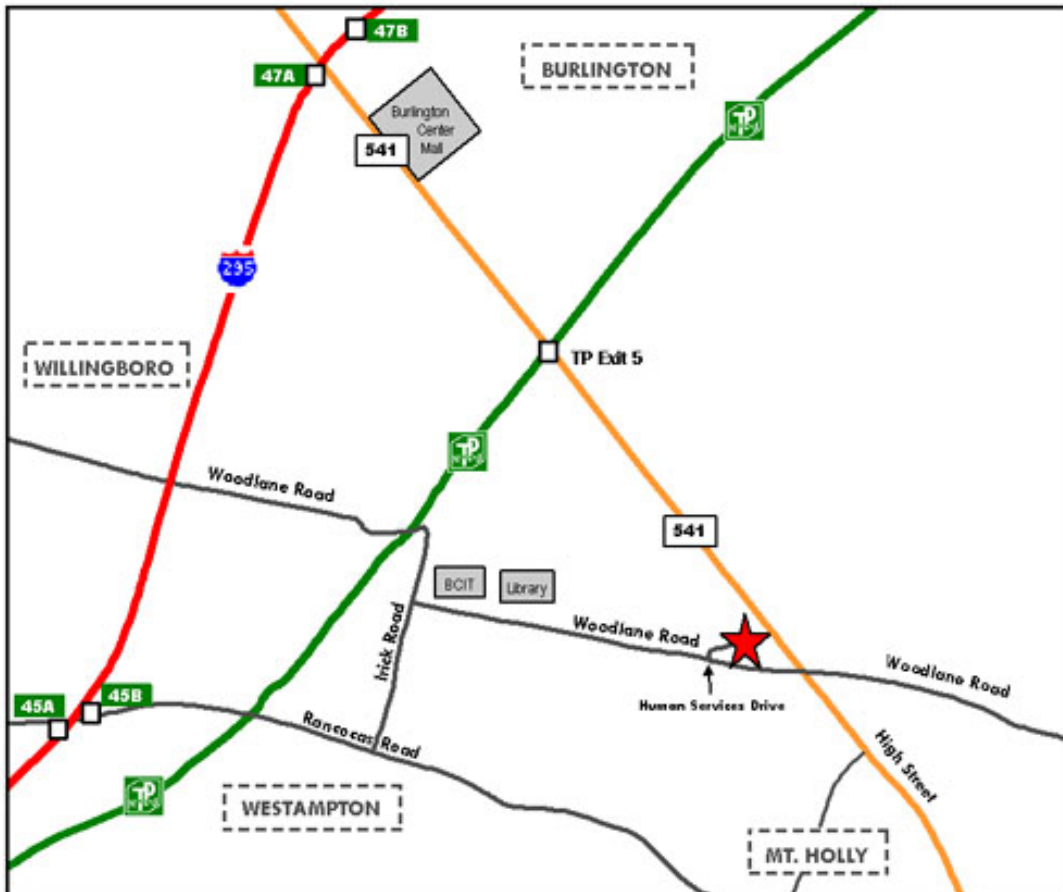 47B
47A
BURLINGTON
Burlington
Center
Mall
541
295
TP Exit 5
WILLINGBORO
Woodlane Road
541
BCIT
Library
Irick Road
Woodlane Road
Woodlane Road
Human Services Drive
45A
45B
Rancocas Road
High Street
WESTAMPTON
MT. HOLLY